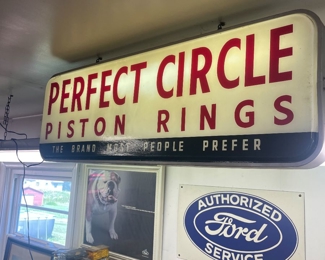 PERFECT CIRCLE
PISTON RINGS
THE BRAND MOST PEOPLE PREFER
AUTHORIZED
Ford
SERVICE